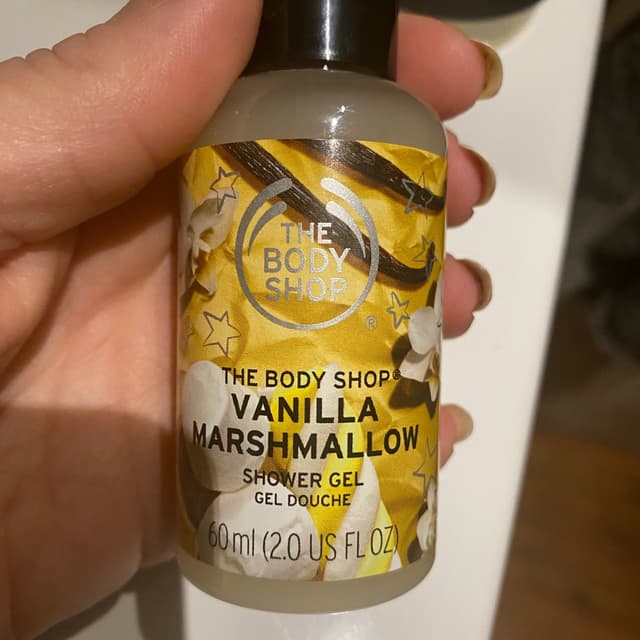 THE
BODY
SHOP
®
THE BODY SHOP®
VANILLA
MARSHMALLOW
SHOWER GEL
GEL DOUCHE
60 ml (2.0 US FL OZ)